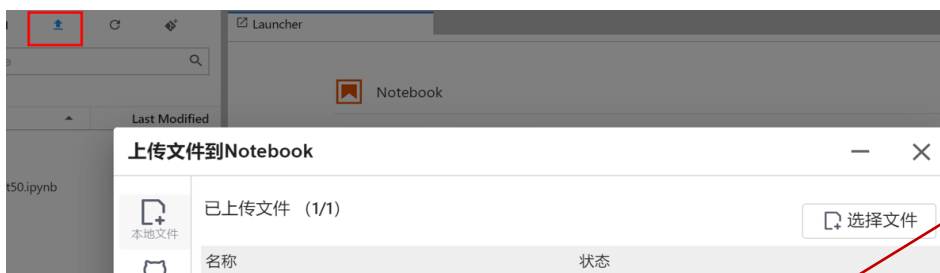 Launcher
Notebook
Last Modified
上传文件到Notebook
t50.ipynb
已上传文件 (1/1)
选择文件
本地文件
名称 状态